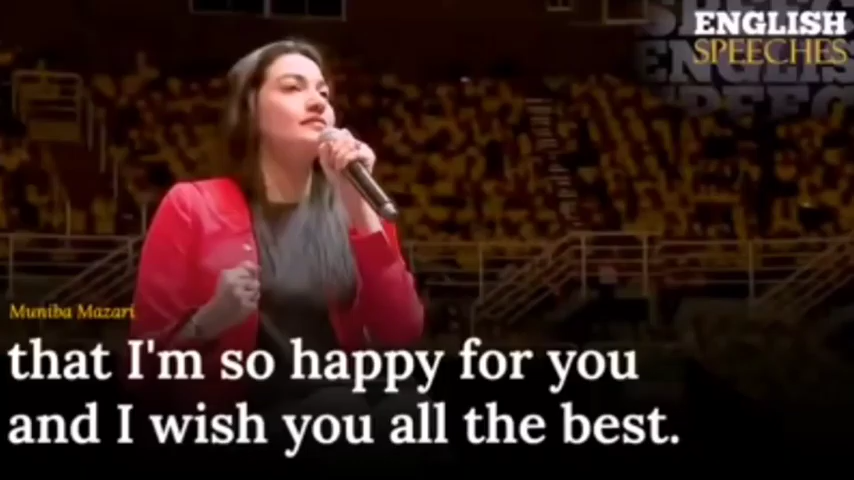 ENGLISH
SPEECHES
Muniba Mazari
that I'm so happy for you
and I wish you all the best.